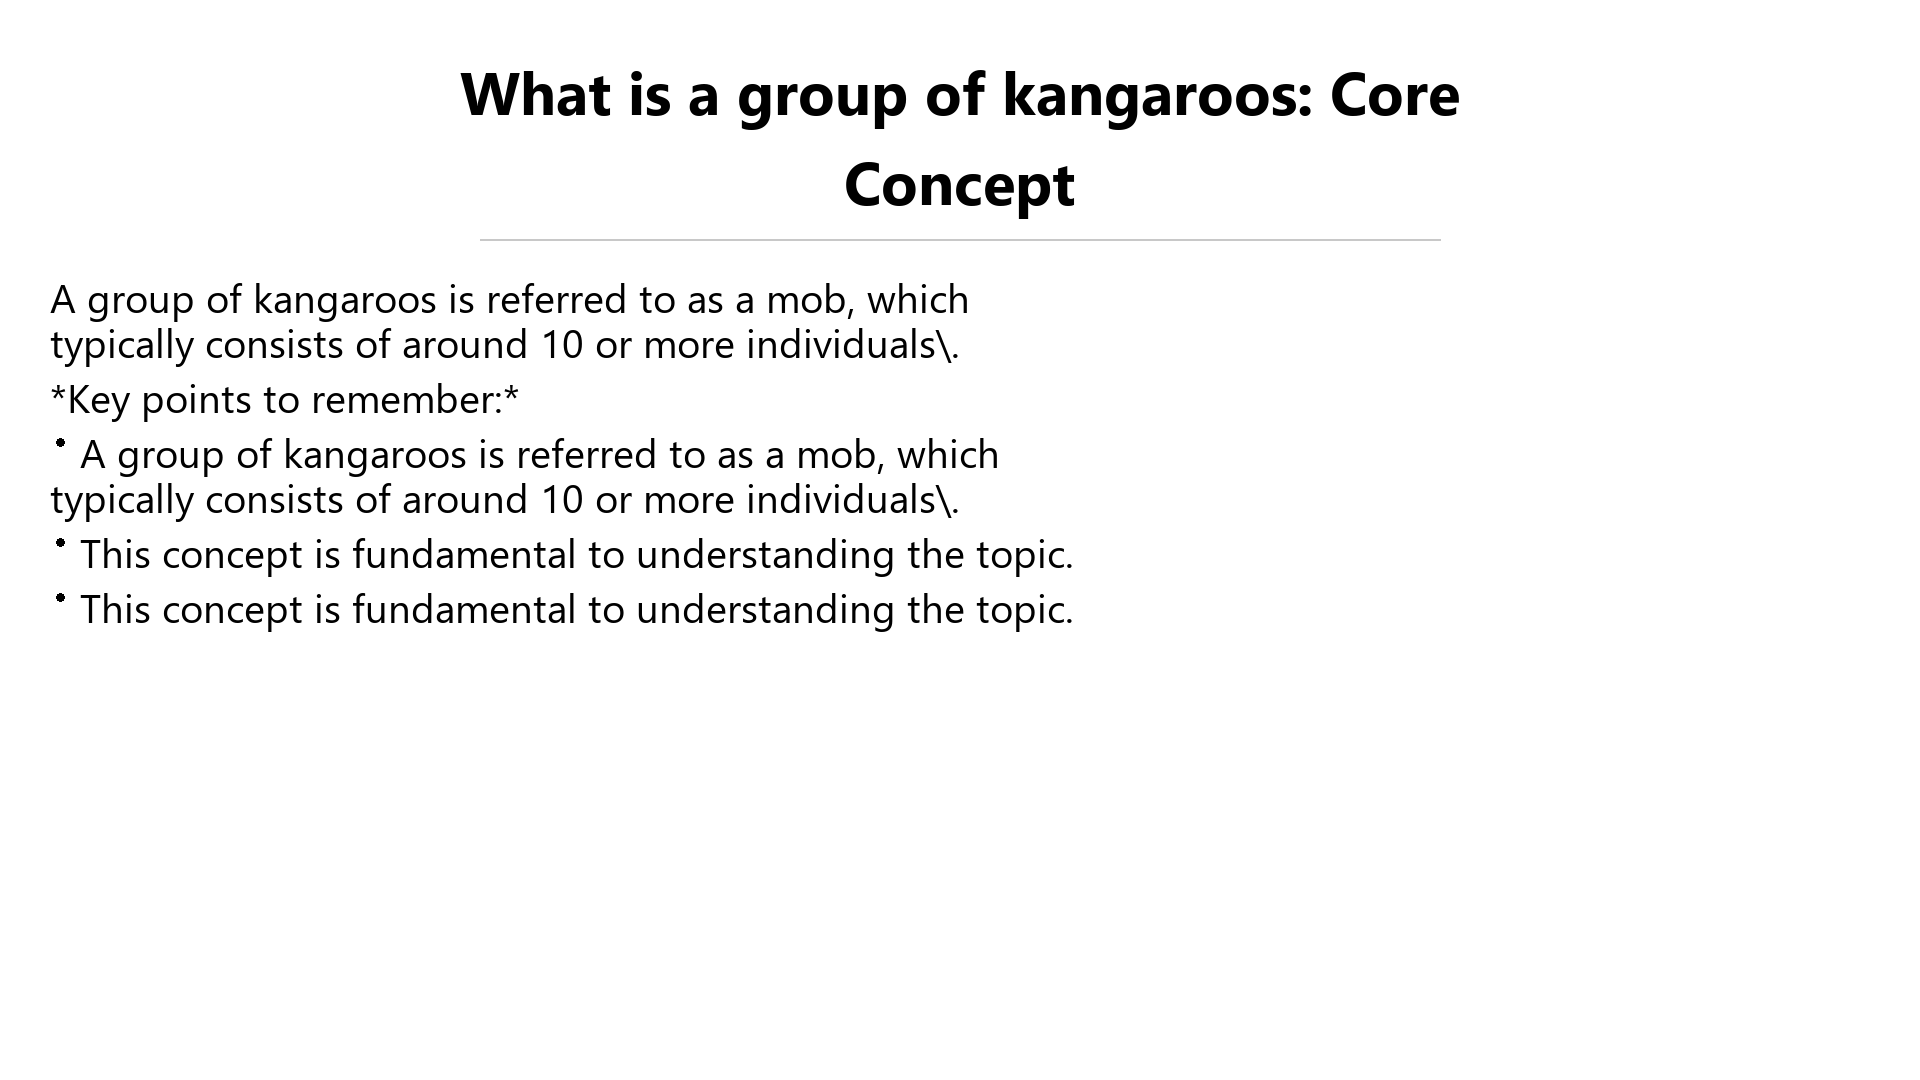 What is a group of kangaroos: Core
Concept
A group of kangaroos is referred to as a mob, which
typically consists of around 10 or more individuals\.
*Key points to remember:*
• A group of kangaroos is referred to as a mob, which
typically consists of around 10 or more individuals\.
• This concept is fundamental to understanding the topic.
• This concept is fundamental to understanding the topic.